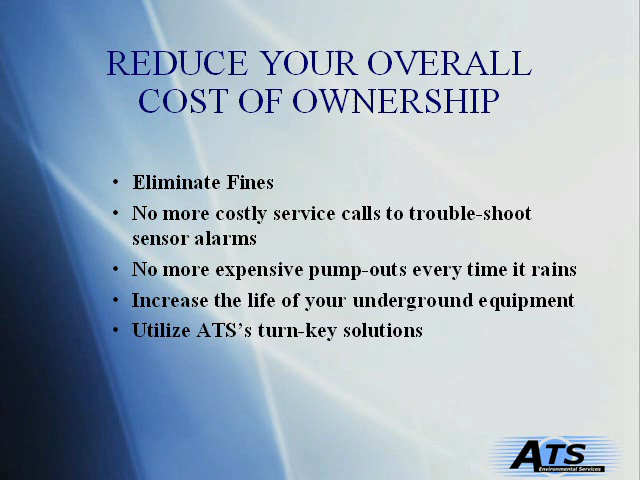 REDUCE YOUR OVERALL
COST OF OWNERSHIP
• Eliminate Fines
• No more costly service calls to trouble-shoot
sensor alarms
• No more expensive pump-outs every time it rains
• Increase the life of your underground equipment
• Utilize ATS’s turn-key solutions
ATS
Environmental Services